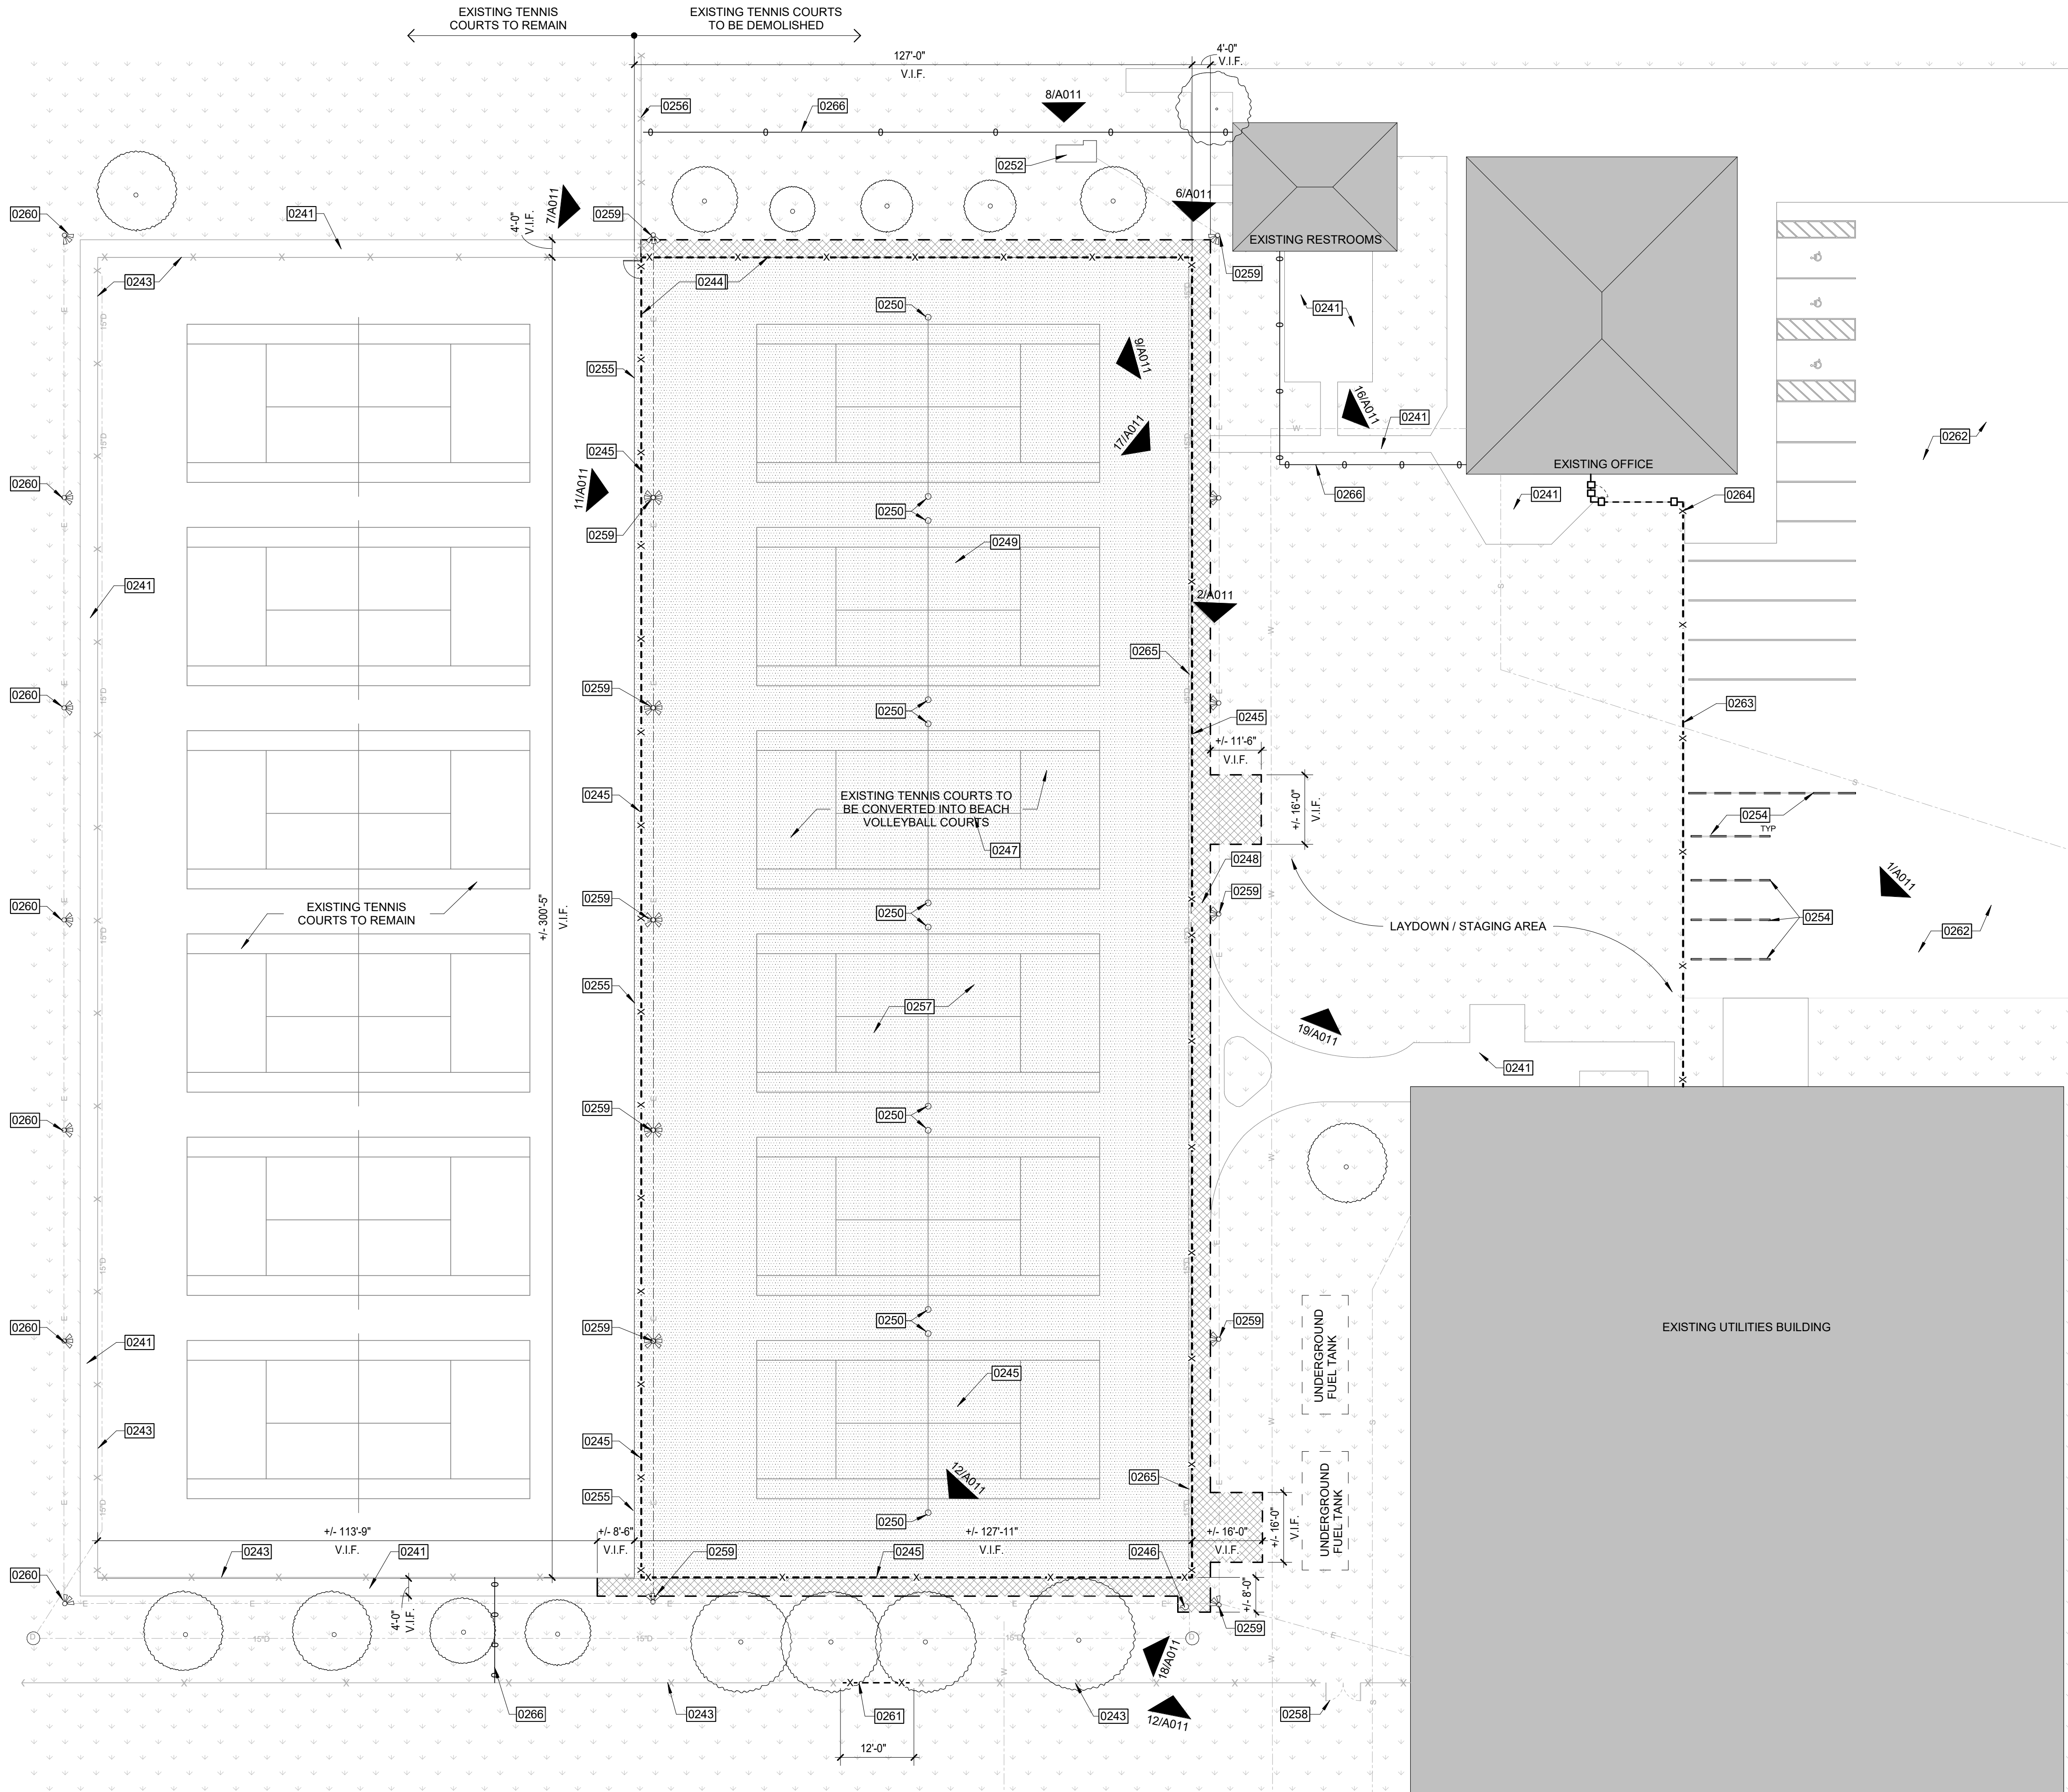 EXISTING TENNIS
COURTS TO REMAIN
EXISTING TENNIS COURTS
TO BE DEMOLISHED
127'-0"
V.I.F.
4'-0"
V.I.F.
0256
0266
8/A011
0252
6/A011
7/A011
4'-0"
V.I.F.
0260
0241
0259
EXISTING RESTROOMS
0259
0243
0244
0250
0241
15"D
15"D
9/A011
0255
17/A011
16/A011
0241
0262
0245
11/A011
EXISTING OFFICE
0260
0250
0266
0241
0264
0259
0249
0241
2/A011
0265
0260
0259
0250
0245
0263
+/- 11'-6"
V.I.F.
0245
EXISTING TENNIS COURTS TO
BE CONVERTED INTO BEACH
VOLLEYBALL COURTS
+/- 16'-0"
V.I.F.
0254
TYP
0247
0248
1/A011
0260
0259
0250
0259
EXISTING TENNIS
COURTS TO REMAIN
+/- 300'-5"
V.I.F.
LAYDOWN / STAGING AREA
0254
0262
0255
0257
19/A011
0241
0260
0259
0250
0260
0259
0250
0259
UNDERGROUND
FUEL TANK
EXISTING UTILITIES BUILDING
0241
0245
0243
0245
12/A011
0265
0255
0250
UNDERGROUND
FUEL TANK
+/- 113'-9"
V.I.F.
+/- 8'-6"
V.I.F.
+/- 127'-11"
V.I.F.
+/- 16'-0"
V.I.F.
+/- 16'-0"
V.I.F.
0243
0241
0259
0245
0246
0260
4'-0"
V.I.F.
+/- 8'-0"
0259
15"D
15"D
15"D
18/A011
0266
0243
0261
0243
12/A011
0258
12'-0"